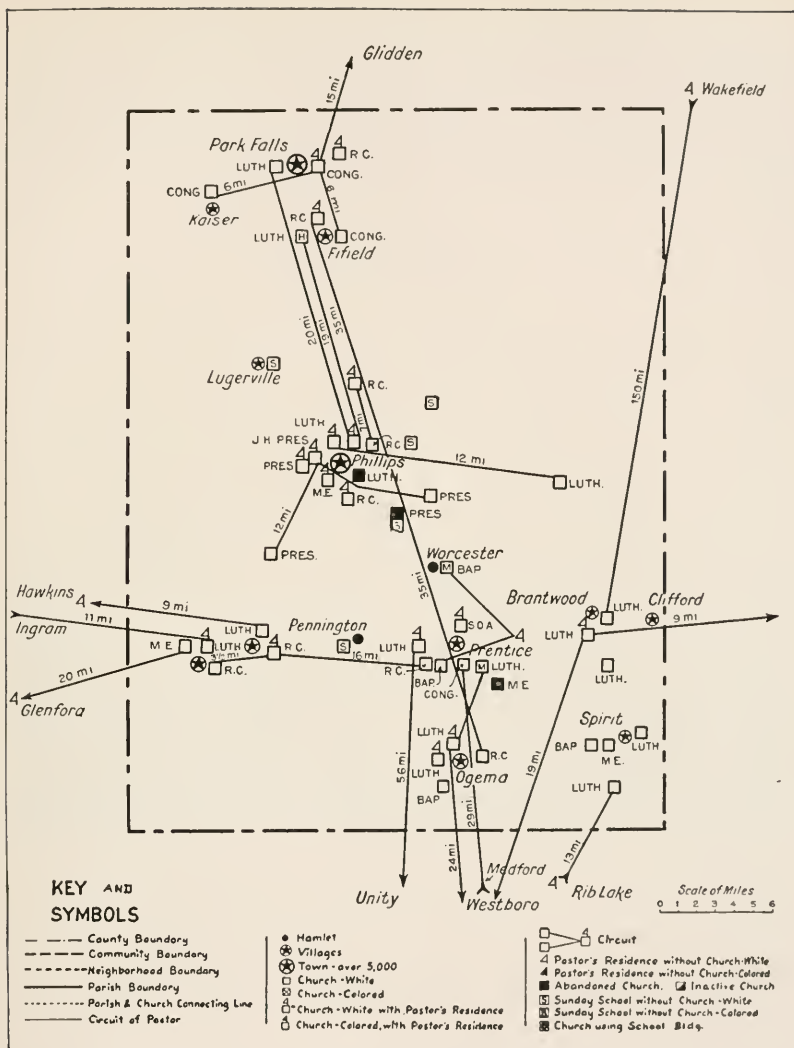 Glidden
15 mi
Wakefield
Park Falls
R.C.
LUTH
CONG.
CONG
6 mi
6 mi
Kaiser
RC
LUTH H CONG.
Fifield
20 mi
19 mi
35 mi
150 mi
Lugerville
S
R.C.
7 mi
S
LUTH
J H PRES
RC
S
PRES
Phillips
12 mi
LUTH.
LUTH.
M.E
R.C.
PRES
PRES
S
12 mi
PRES.
35 mi
Worcester
M BAP
Hawkins
9 mi
Brantwood
LUTH.
Clifford
Ingram
11 mi
LUTH
Pennington
S.D.A
LUTH
9 mi
M E
LUTH
R.C.
S
LUTH
Prentice
R.C.
16 mi
R C.
BAP.
CONG.
M LUTH.
LUTH.
20 mi
M E
Glenfora
Spirit
LUTH
R.C
BAP
M E.
LUTH
LUTH
Ogema
56 mi
BAP
19 mi
LUTH
24 mi
29 mi
13 mi
Medford
Unity
Westboro
Rib Lake
KEY AND
SYMBOLS
Scale of Miles
0 1 2 3 4 5 6
County Boundary
Community Boundary
Neighborhood Boundary
Parish Boundary
Parish & Church Connecting Line
Circuit of Pastor
Hamlet
Villages
Town - over 5,000
Church - White
Church - Colored
Church - White with Pastor's Residence
Church - Colored, with Pastor's Residence
Circuit
Pastor's Residence without Church - White
Pastor's Residence without Church - Colored
Abandoned Church. Inactive Church
S Sunday School without Church - White
Sunday School without Church - Colored
Church using School Bldg.